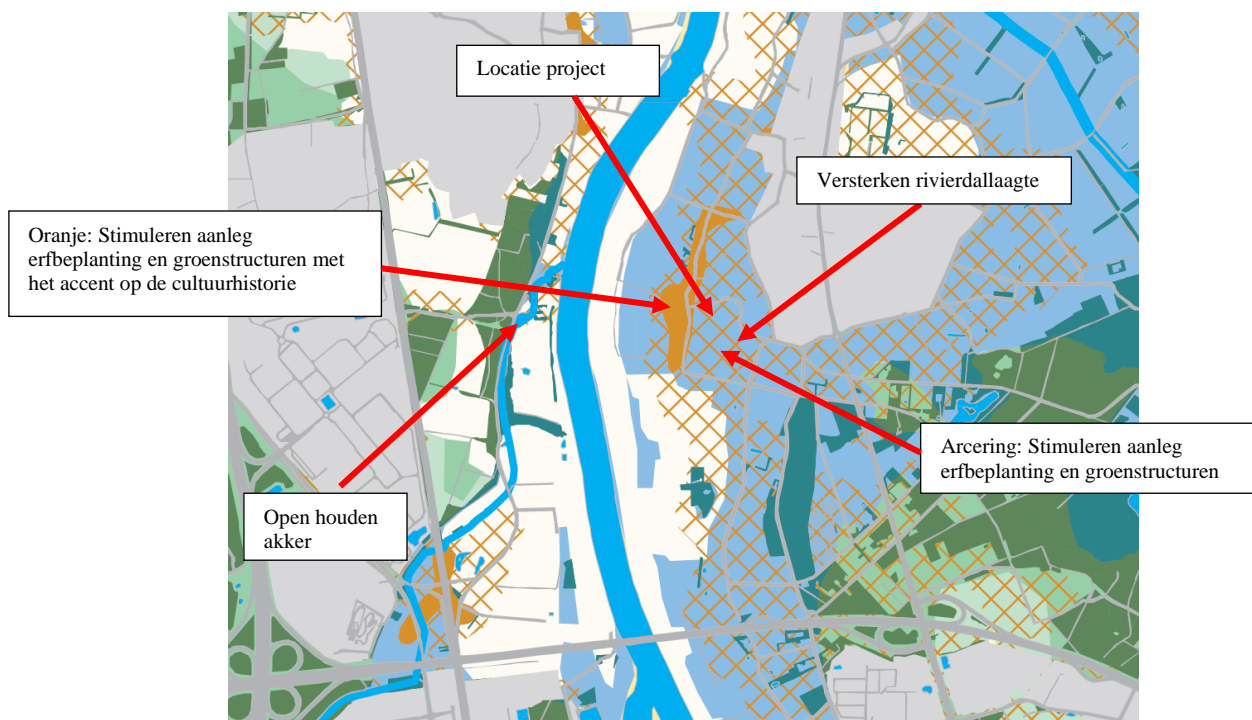 Locatie project
Versterken rivierdallaagte
Oranje: Stimuleren aanleg
erfbeplanting en groenstructuren met
het accent op de cultuurhistorie
Arcering: Stimuleren aanleg
erfbeplanting en groenstructuren
Open houden
akker